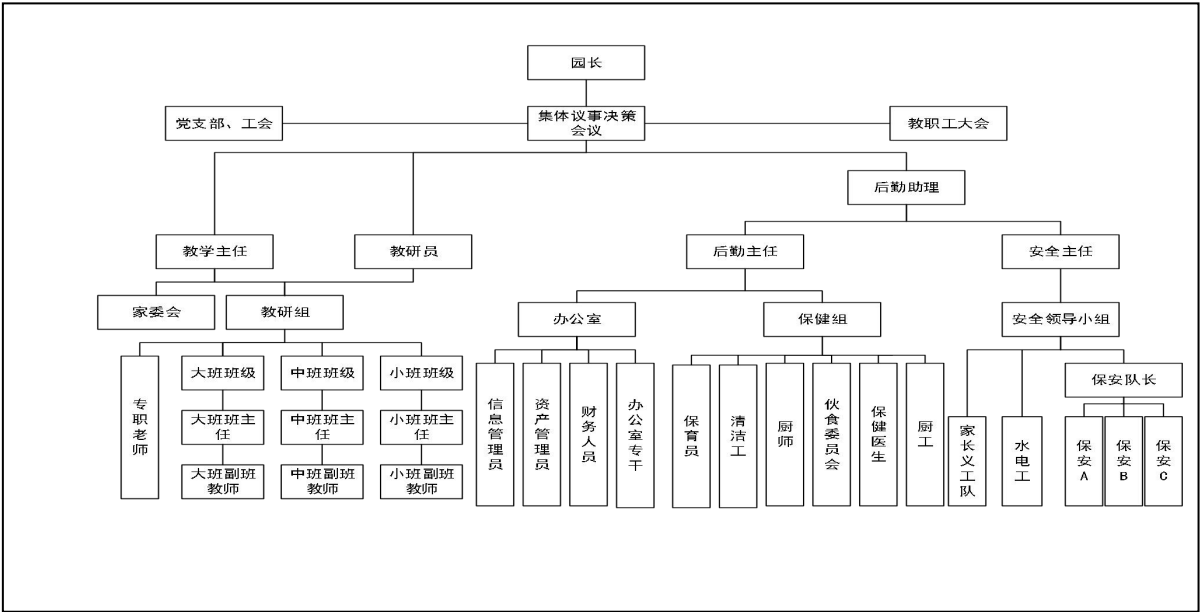 园长
党支部、工会
集体议事决策
会议
教职工大会
后勤助理
教学主任
教研员
后勤主任
安全主任
家委会
教研组
办公室
保健组
安全领导小组
专职老师
大班班级
中班班级
小班班级
大班班主
任
中班班主
任
小班班主
任
大班副班
教师
中班副班
教师
小班副班
教师
信息管理员
资产管理员
财务人员
办公室专干
保育员
清洁工
厨师
伙食委员会
保健医生
厨工
家长义工队
水电工
保安队长
保安A
保安B
保安C